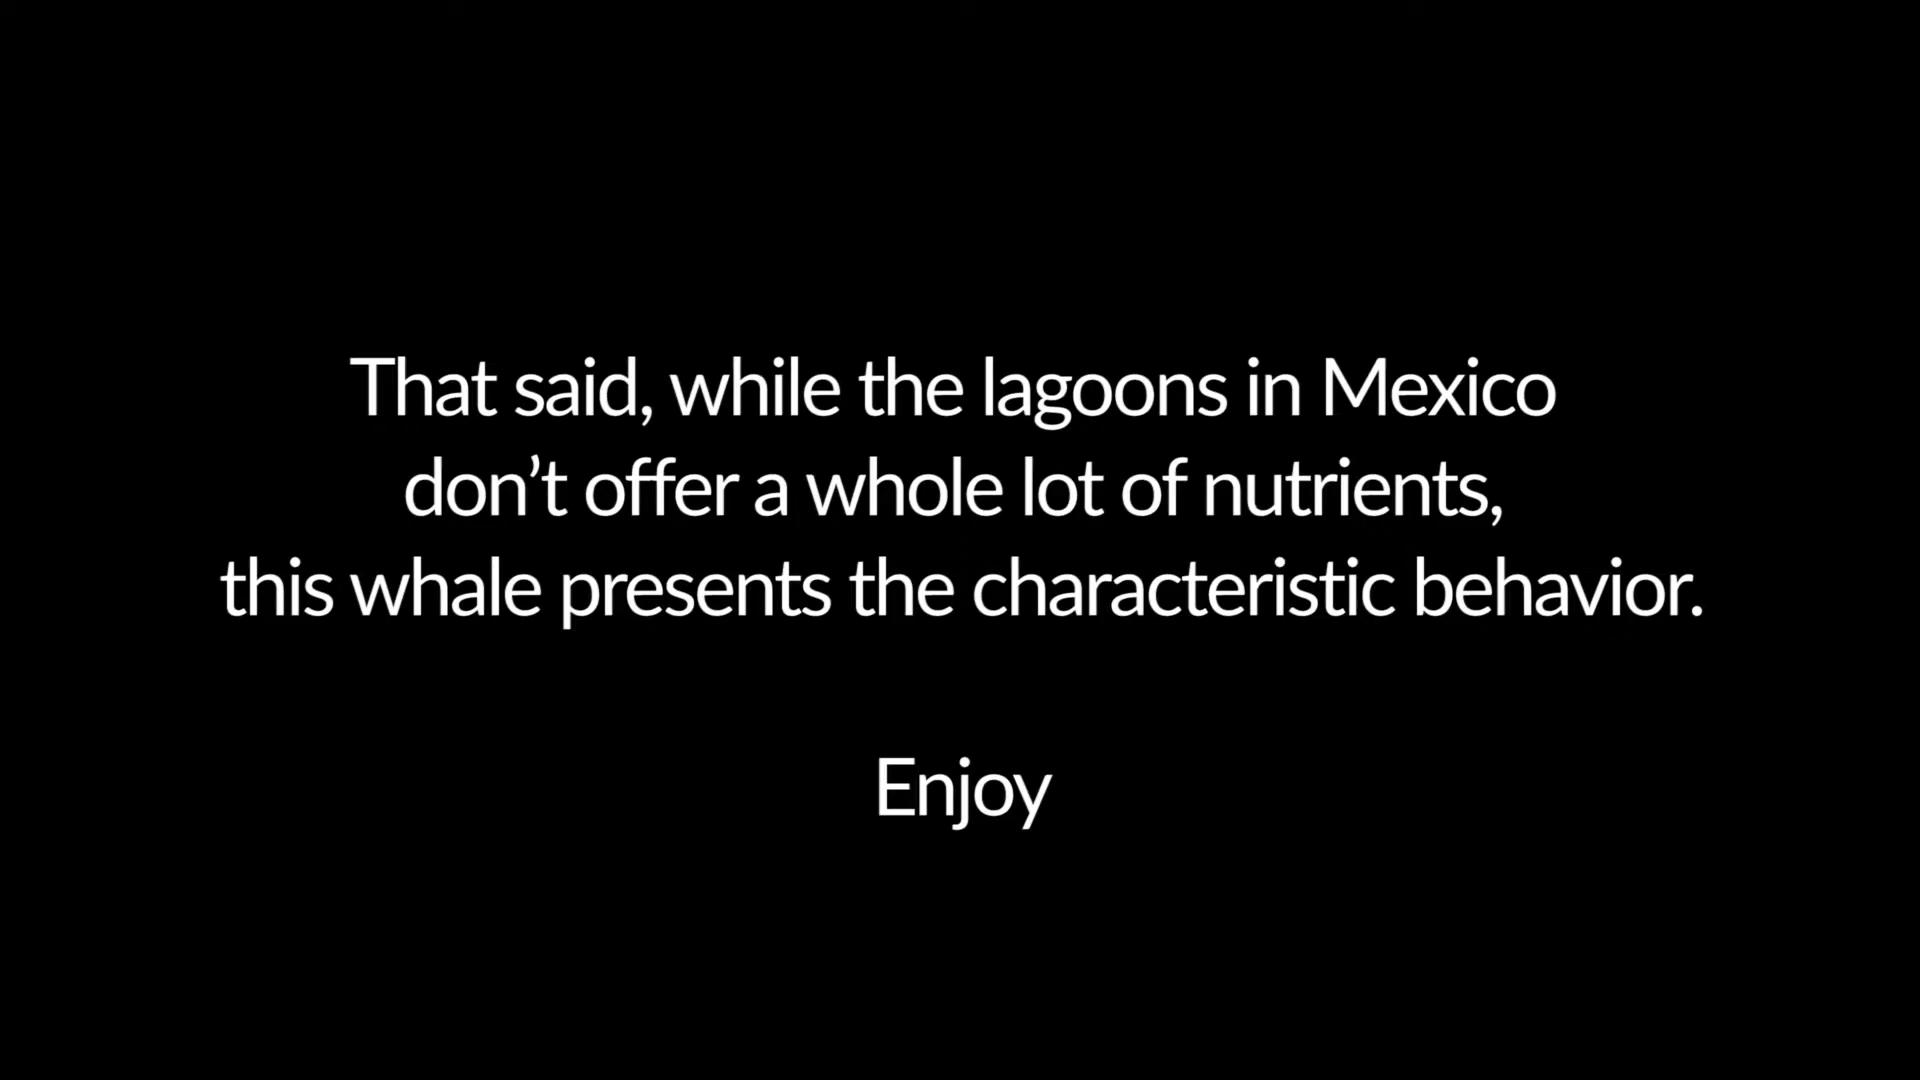 That said, while the lagoons in Mexico
don’t offer a whole lot of nutrients,
this whale presents the characteristic behavior.
Enjoy